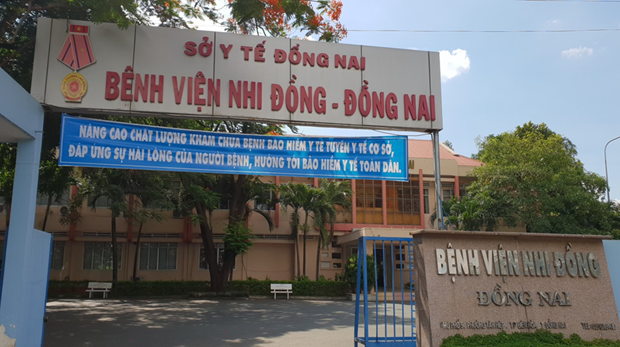 SỞ Y TẾ ĐỒNG NAI
BỆNH VIỆN NHI ĐỒNG - ĐỒNG NAI
NÂNG CAO CHẤT LƯỢNG KHÁM CHỮA BỆNH BẢO HIỂM Y TẾ TUYẾN Y TẾ CƠ SỞ,
ĐÁP ỨNG SỰ HÀI LÒNG CỦA NGƯỜI BỆNH, HƯỚNG TỚI BẢO HIỂM Y TẾ TOÀN DÂN.
BỆNH VIỆN NHI ĐỒNG
ĐỒNG NAI